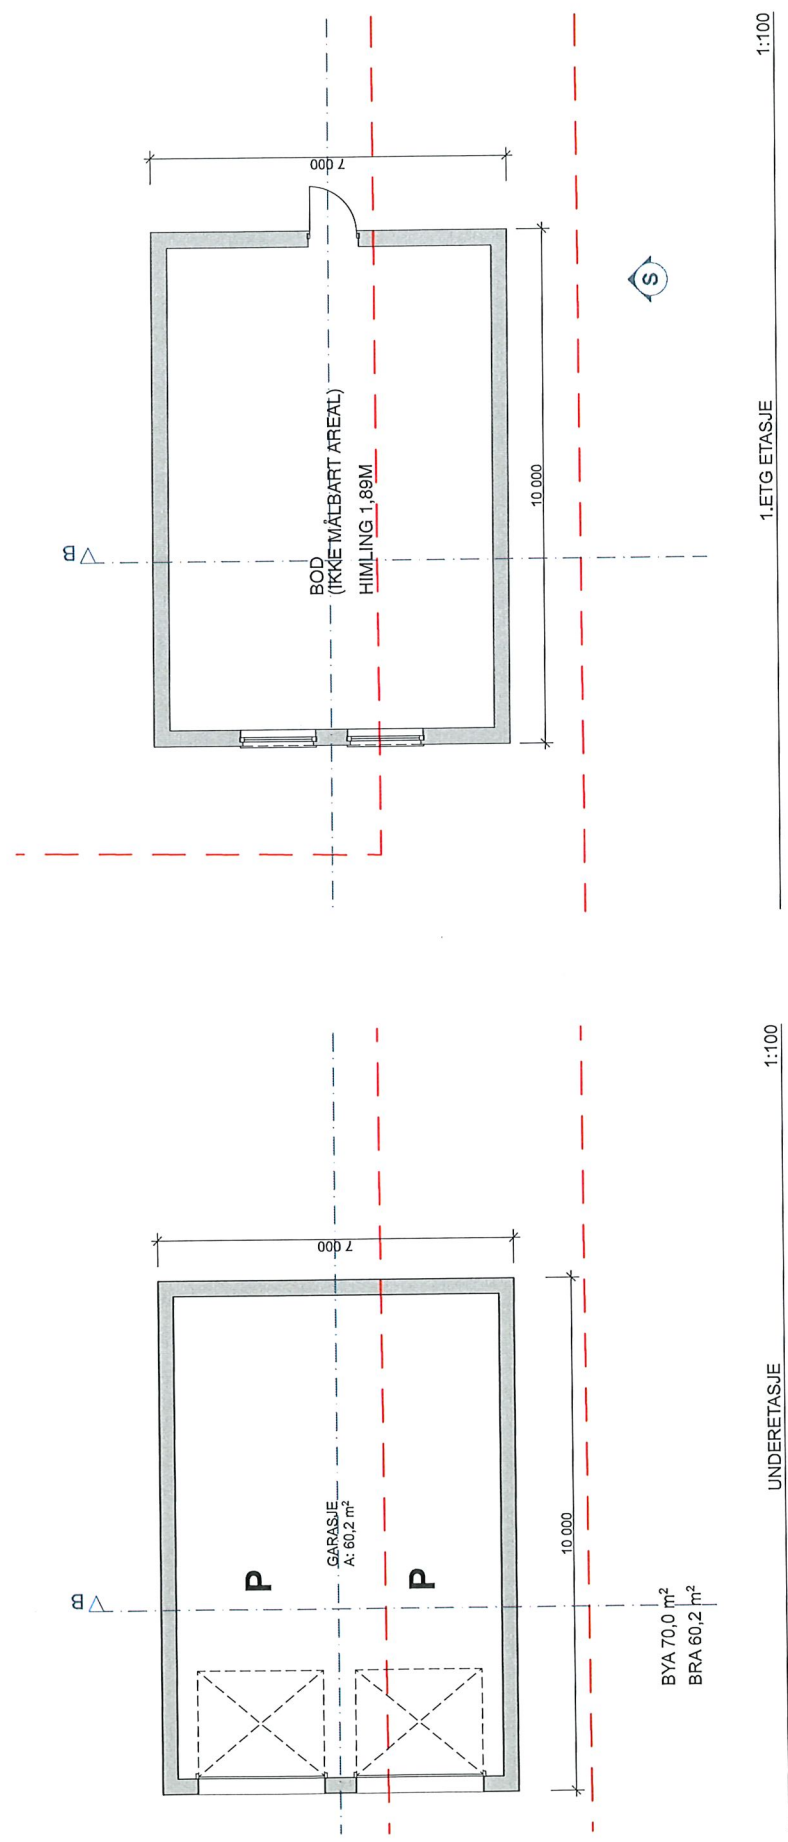 1:100
7 000
S
BOD
(IKKE MÅLBART AREAL)
HIMLING 1,89M
10 000
1.ETG ETASJE
B
1:100
7 000
GARASJE
A: 60,2 m²
P
P
10 000
UNDERETASJE
B
BYA 70,0 m²
BRA 60,2 m²